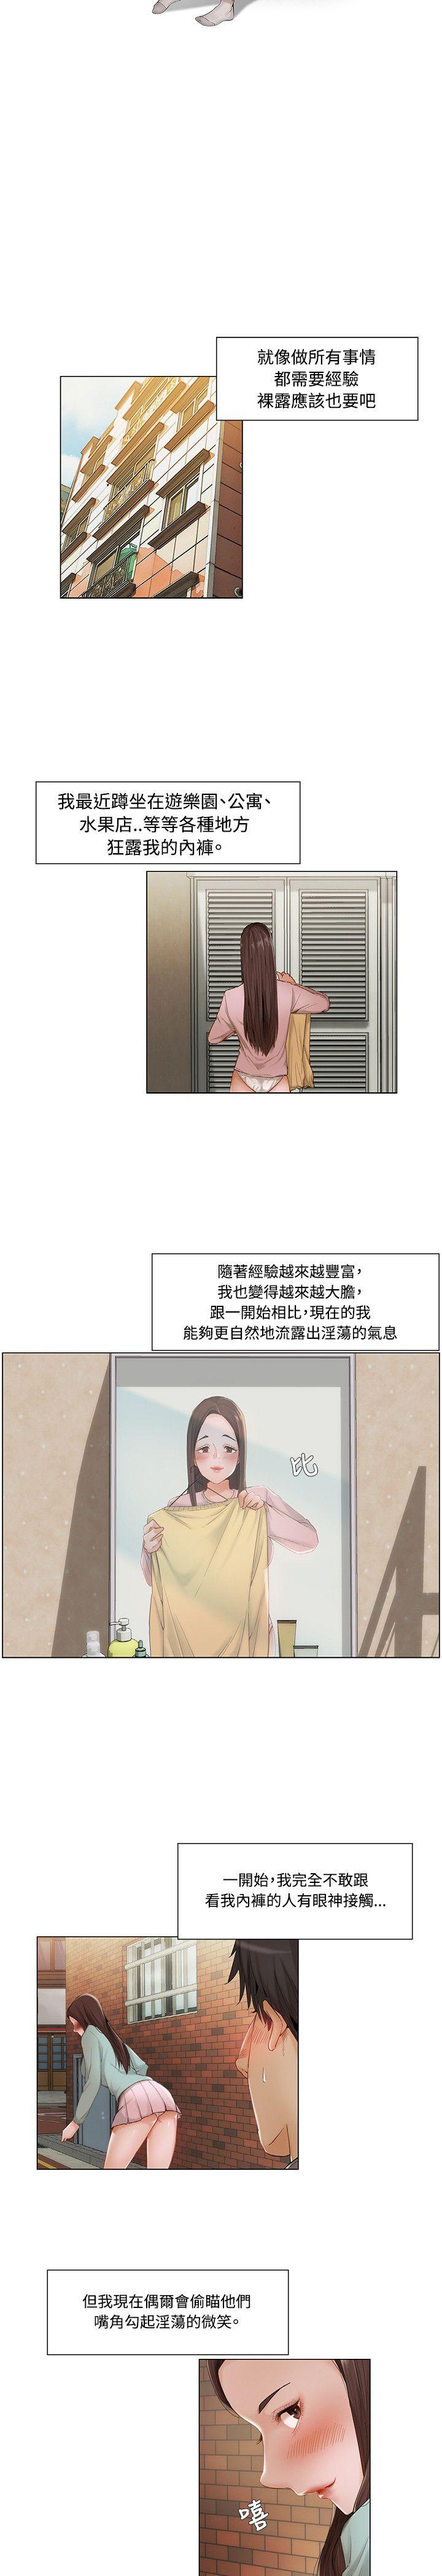 就像做所有事情
都需要經驗
裸露應該也要吧
我最近蹲坐在遊樂園、公寓、
水果店..等等各種地方
狂露我的內褲。
隨著經驗越來越豐富,
我也變得越來越大膽,
跟一開始相比,現在的我
能夠更自然地流露出淫蕩的氣息
比
一開始,我完全不敢跟
看我內褲的人有眼神接觸...
但我現在偶爾會偷瞄他們
嘴角勾起淫蕩的微笑。
嘻